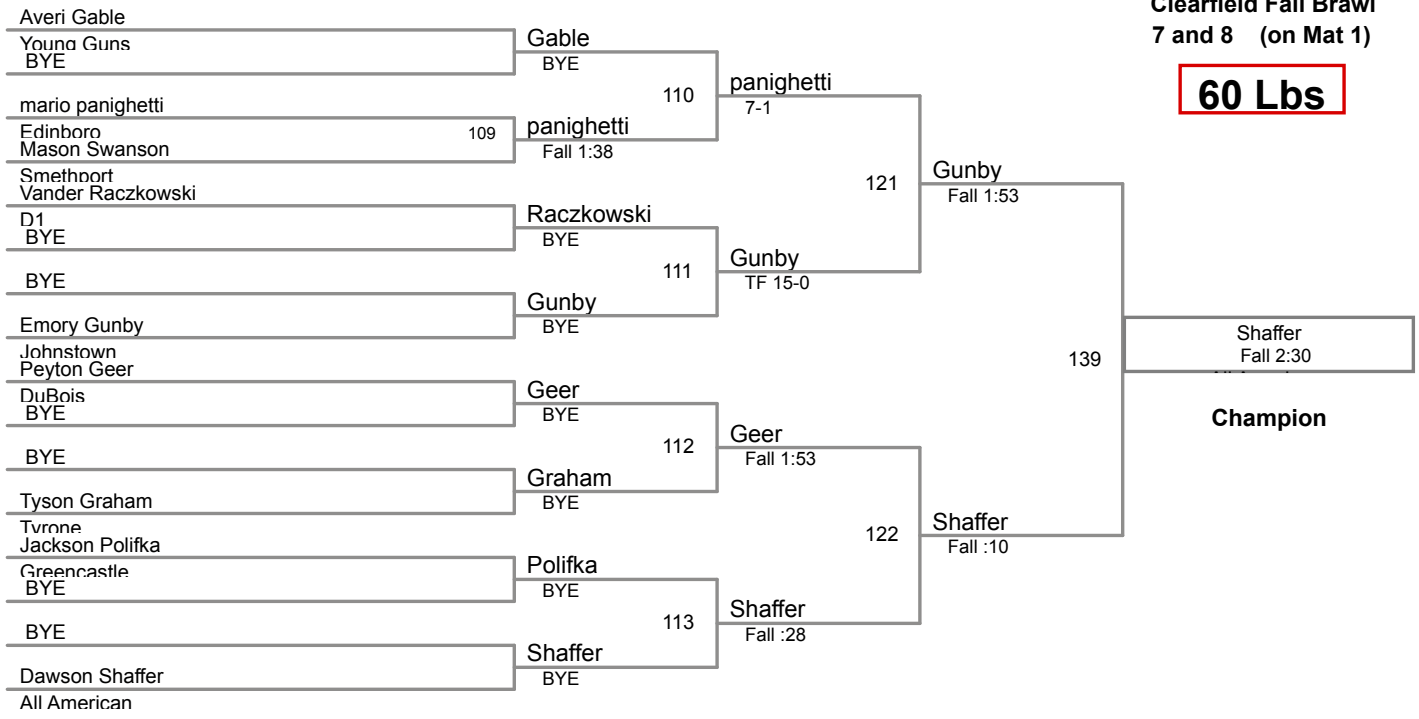 Clearfield Fall Brawl
7 and 8 (on Mat 1)
60 Lbs
Averi Gable
Young Guns
BYE
mario panighetti
Edinboro
Mason Swanson
Smethport
Vander Raczkowski
D1
BYE
BYE
Emory Gunby
Johnstown
Peyton Geer
DuBois
BYE
BYE
Tyson Graham
Tyrone
Jackson Polifka
Greencastle
BYE
BYE
Dawson Shaffer
All American
109
Gable
BYE
panighetti
Fall 1:38
Raczkowski
BYE
Gunby
BYE
Geer
BYE
Graham
BYE
Polifka
BYE
Shaffer
BYE
110
111
112
113
panighetti
7-1
Gunby
TF 15-0
Geer
Fall 1:53
Shaffer
Fall :28
121
122
Gunby
Fall 1:53
Shaffer
Fall :10
139
Shaffer
Fall 2:30
Champion